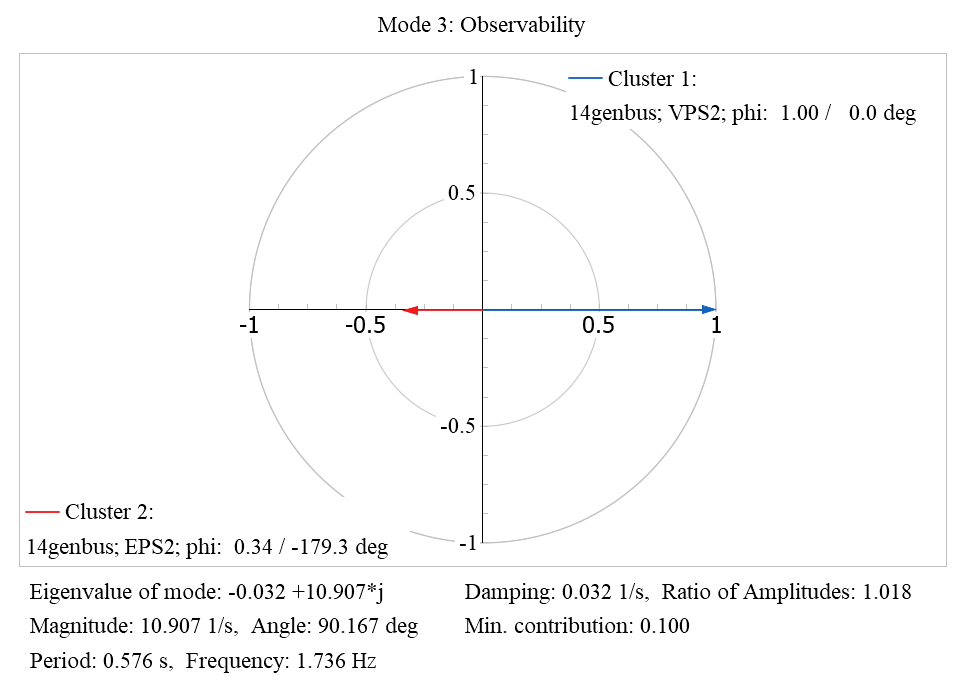 Mode 3: Observability
1
Cluster 1:
14genbus; VPS2; phi: 1.00 / 0.0 deg
0.5
-1
-0.5
0.5
1
-0.5
Cluster 2:
14genbus; EPS2; phi: 0.34 / -179.3 deg
-1
Eigenvalue of mode: -0.032 +10.907*j
Damping: 0.032 1/s, Ratio of Amplitudes: 1.018
Magnitude: 10.907 1/s, Angle: 90.167 deg
Min. contribution: 0.100
Period: 0.576 s, Frequency: 1.736 Hz